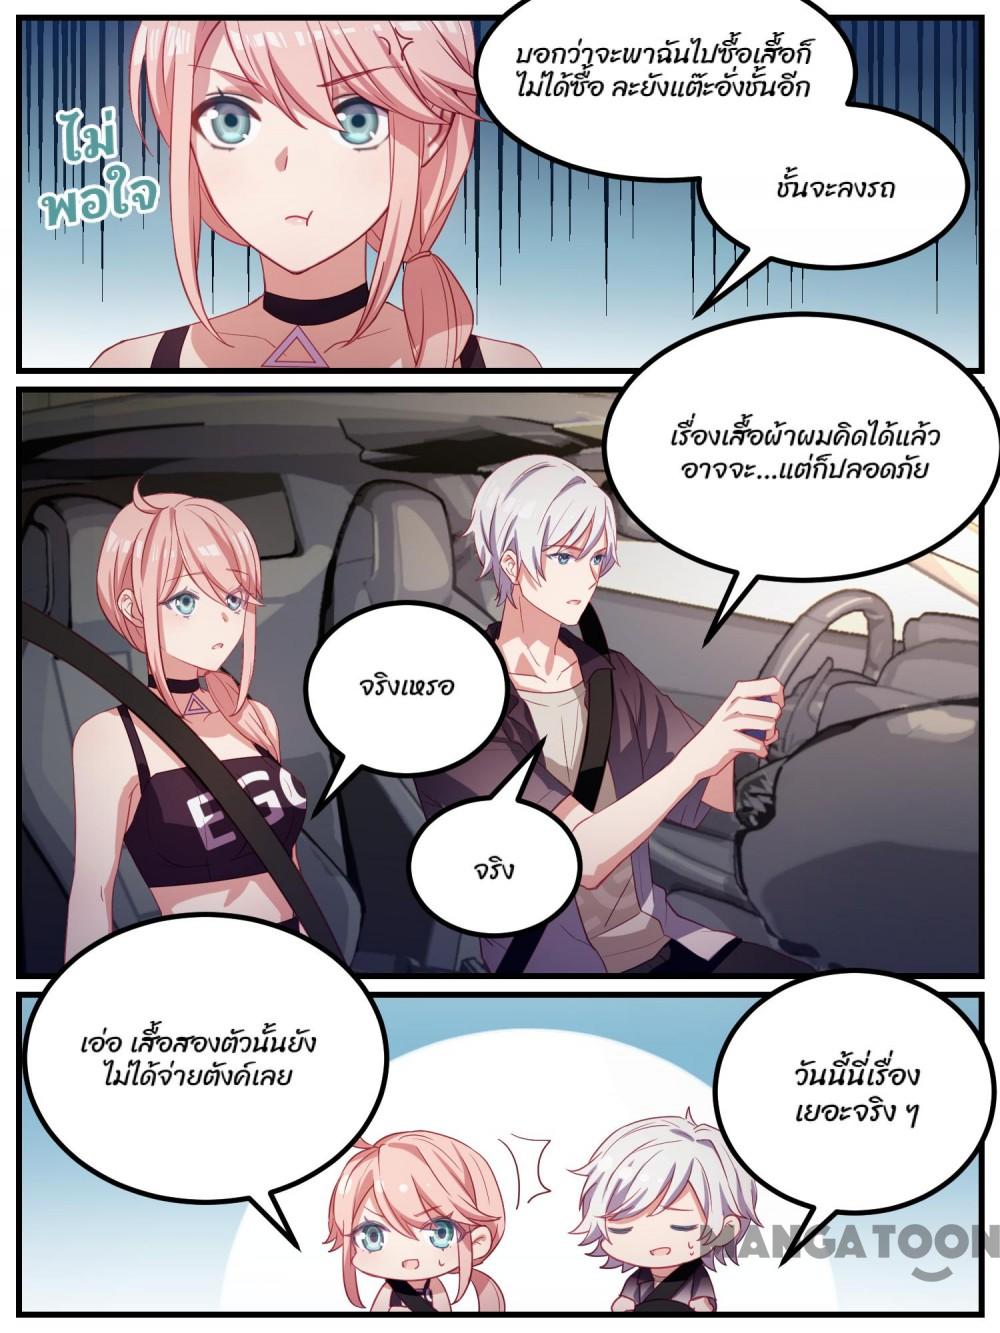 บอกว่าจะพาฉันไปซื้อเสื้อก็
ไม่ได้ซื้อ ละยังแต๊ะอั่งชั้นอีก
ชั้นจะลงรถ
ไม่
พอใจ
เรื่องเสื้อผ้าผมคิดได้แล้ว
อาจจะ...แต่ก็ปลอดภัย
จริงเหรอ
EGO
จริง
เอ่อ เสื้อสองตัวนั้นยัง
ไม่ได้จ่ายตังค์เลย
วันนี้นี่เรื่อง
เยอะจริง ๆ
MANGATOON